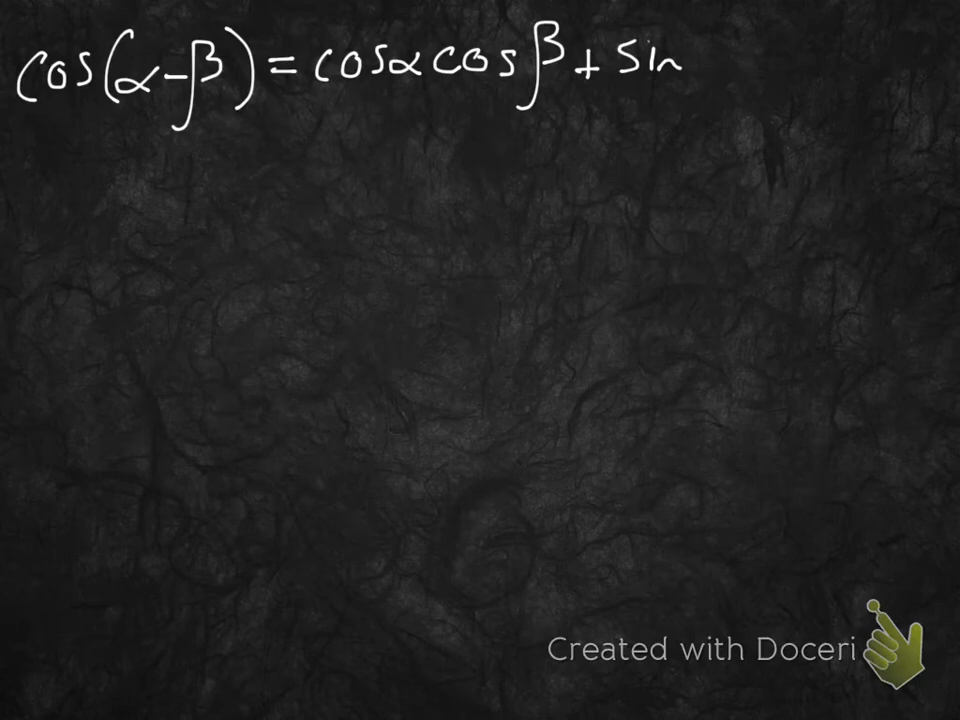 cos(α-β) = cosα cosβ + sin
Created with Doceri